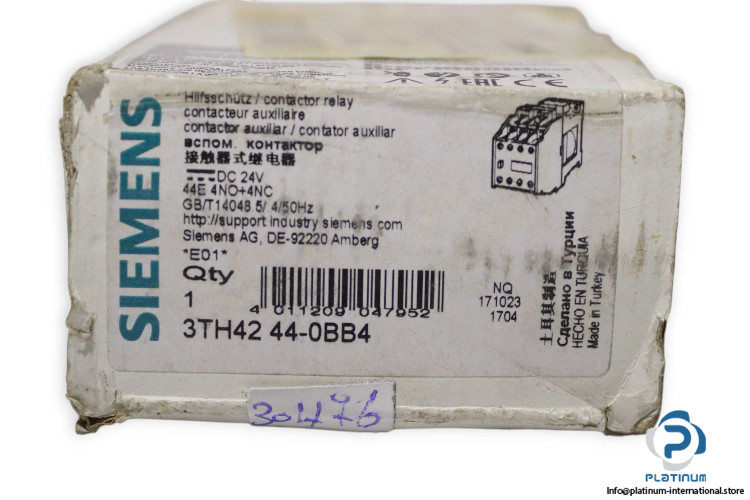 SIEMENS
Hilfsschütz / contactor relay
contacteur auxiliaire
contactor auxiliar / contator auxiliar
вспом. контактор
接触器式继电器
DC 24V
44E 4NO+4NC
GB/T14048 5/ 4/50Hz
http://support industry siemens com
Siemens AG, DE-92220 Amberg
*E01*
Qty
1
4 011209 047952
3TH42 44-0BB4
NQ
171023
1704
土耳其制造
Сделано в Турции
HECHO EN TURQUIA
Made in Turkey
30476
PLATINUM
Info@platinum-international.store